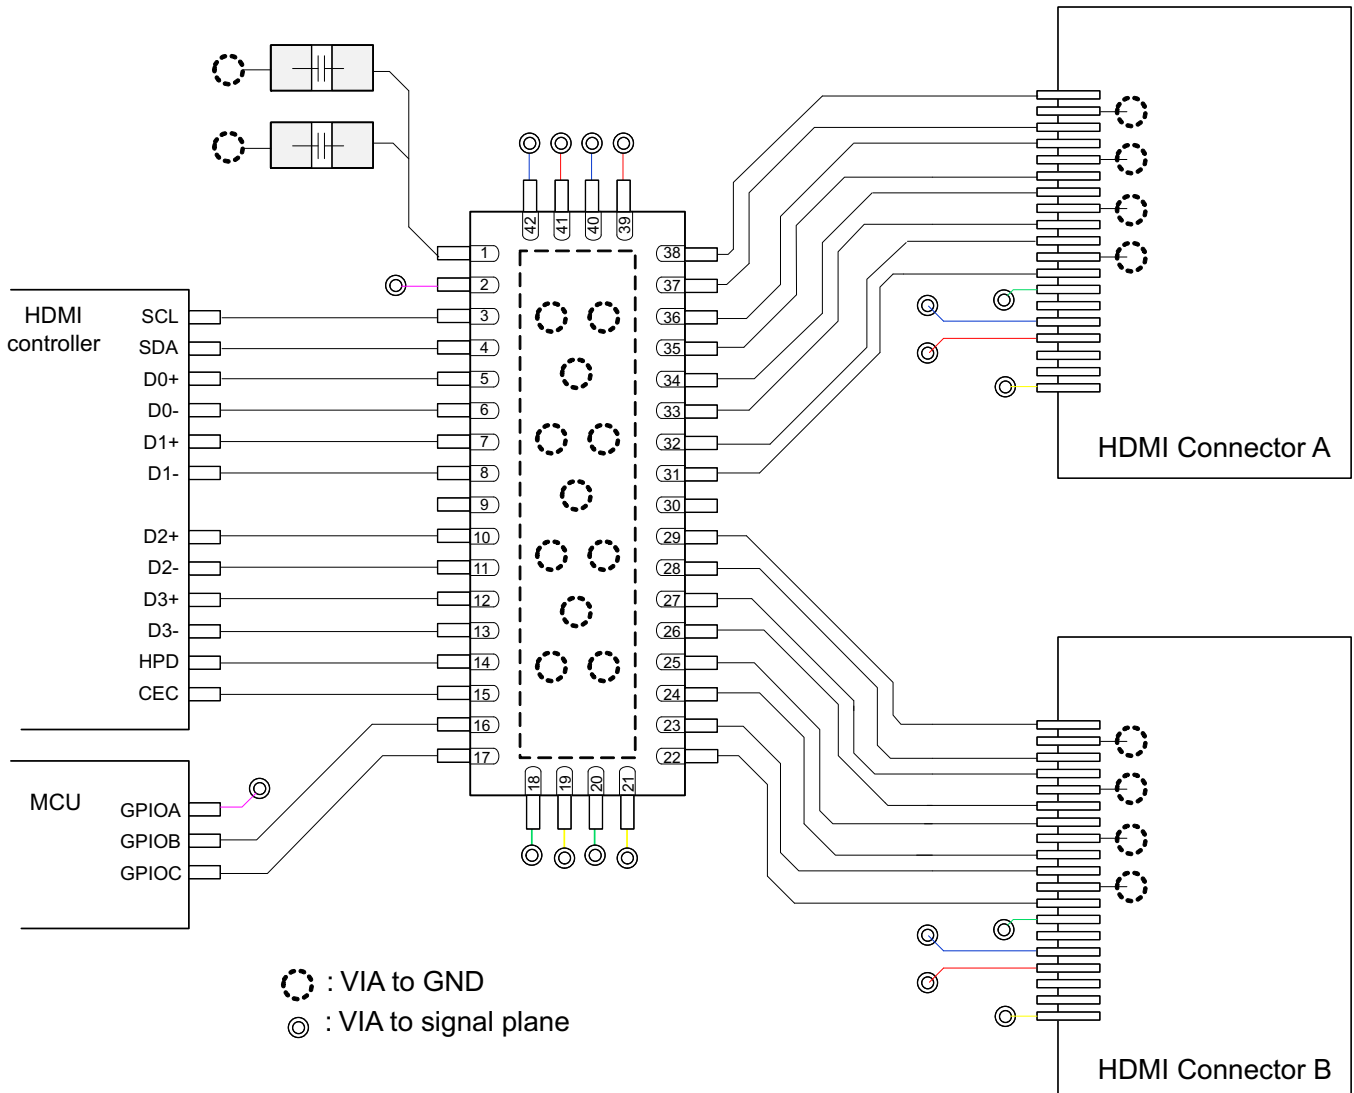 42 41 40 39
1 38
2 37
HDMI
controller
SCL 3 36
SDA 4 35
D0+ 5 34
D0- 6 33
D1+ 7 32
D1- 8 31
HDMI Connector A
9 30
D2+ 10 29
D2- 11 28
D3+ 12 27
D3- 13 26
HPD 14 25
CEC 15 24
16 23
17 22
18 19 20 21
MCU
GPIOA
GPIOB
GPIOC
: VIA to GND
: VIA to signal plane
HDMI Connector B